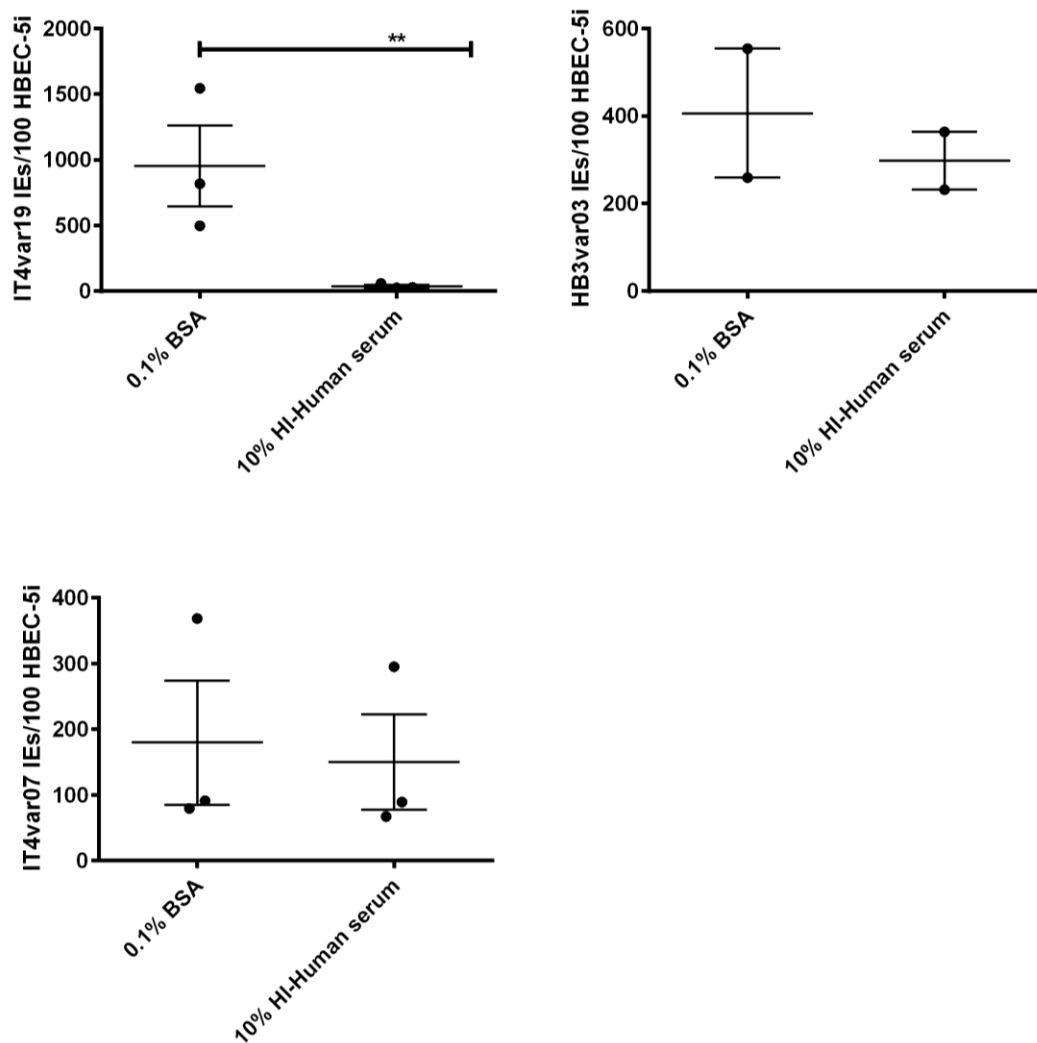 IT4var19 IEs/100 HBEC-5i
2000
1500
1000
500
0
**
0.1% BSA
10% HI-Human serum
HB3var03 IEs/100 HBEC-5i
600
400
200
0
0.1% BSA
10% HI-Human serum
IT4var07 IEs/100 HBEC-5i
400
300
200
100
0
0.1% BSA
10% HI-Human serum